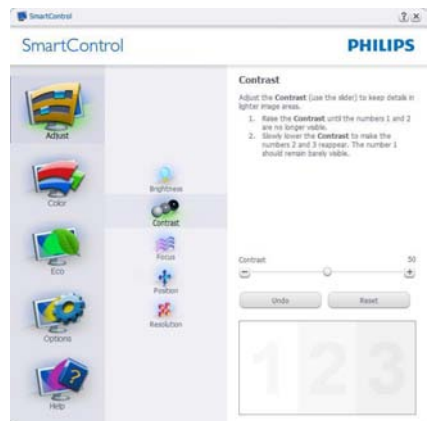 SmartControl
SmartControl
PHILIPS
Adjust
Color
Eco
Options
Help
Brightness
Contrast
Focus
Position
Resolution
Contrast
Adjust the Contrast (use the slider) to keep details in
lighter image areas.
1. Raise the Contrast until the numbers 1 and 2
are no longer visible.
2. Slowly lower the Contrast to make the
numbers 2 and 3 reappear. The number 1
should remain barely visible.
Contrast 50
Undo Reset
1 2 3